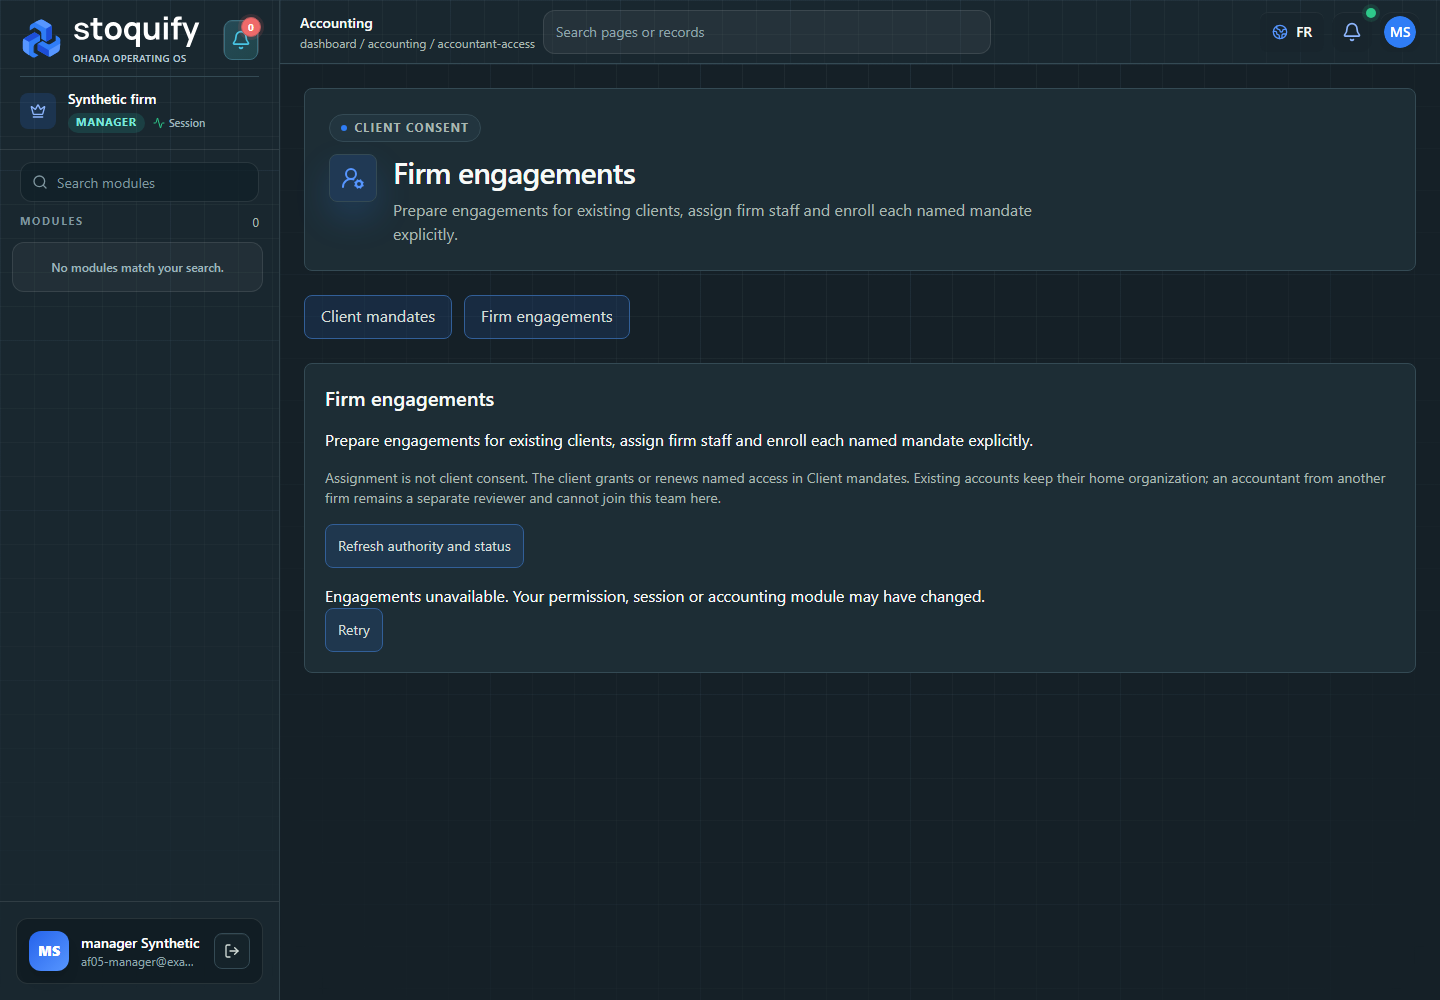 stoquify
OHADA OPERATING OS
0
Synthetic firm
MANAGER
Session
Search modules
MODULES
0
No modules match your search.
MS
manager Synthetic
af05-manager@exa...
Accounting
dashboard / accounting / accountant-access
Search pages or records
FR
MS
CLIENT CONSENT
Firm engagements
Prepare engagements for existing clients, assign firm staff and enroll each named mandate
explicitly.
Client mandates
Firm engagements
Firm engagements
Prepare engagements for existing clients, assign firm staff and enroll each named mandate explicitly.
Assignment is not client consent. The client grants or renews named access in Client mandates. Existing accounts keep their home organization; an accountant from another
firm remains a separate reviewer and cannot join this team here.
Refresh authority and status
Engagements unavailable. Your permission, session or accounting module may have changed.
Retry